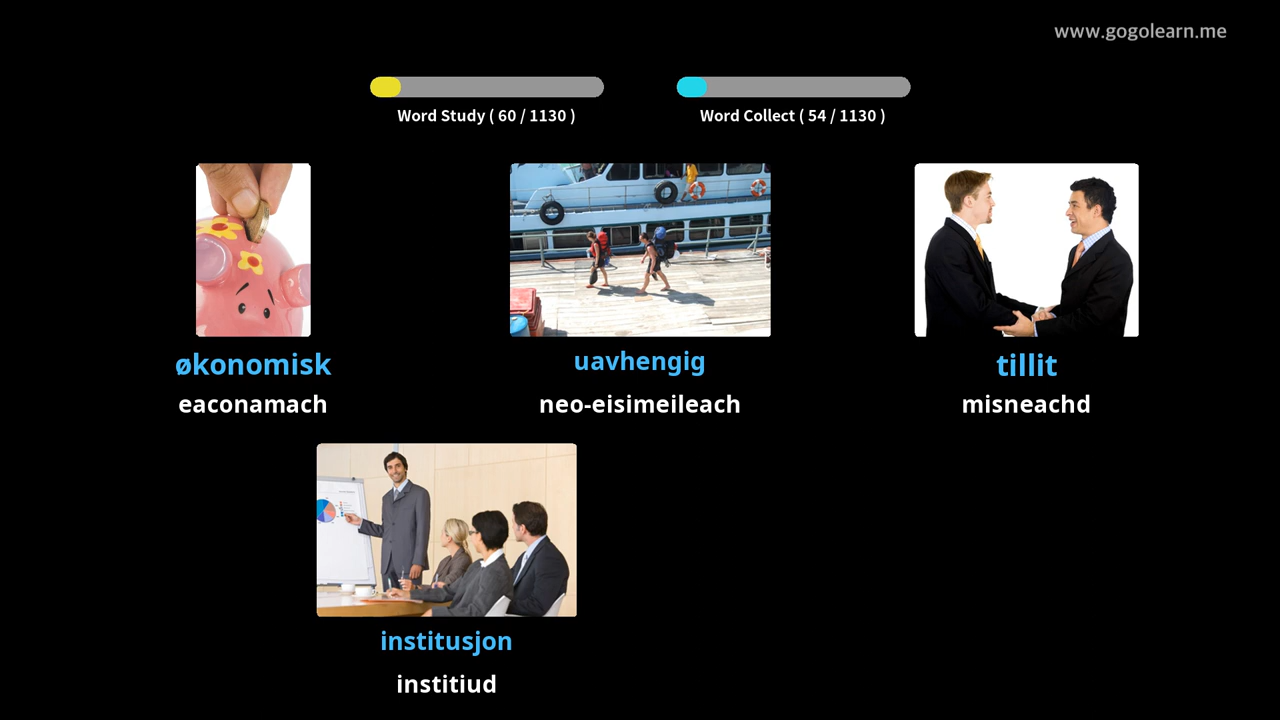 www.gogolearn.me
Word Study ( 60 / 1130 )
Word Collect ( 54 / 1130 )
økonomisk
eaconamach
uavhengig
neo-eisimeileach
tillit
misneachd
institusjon
institiud